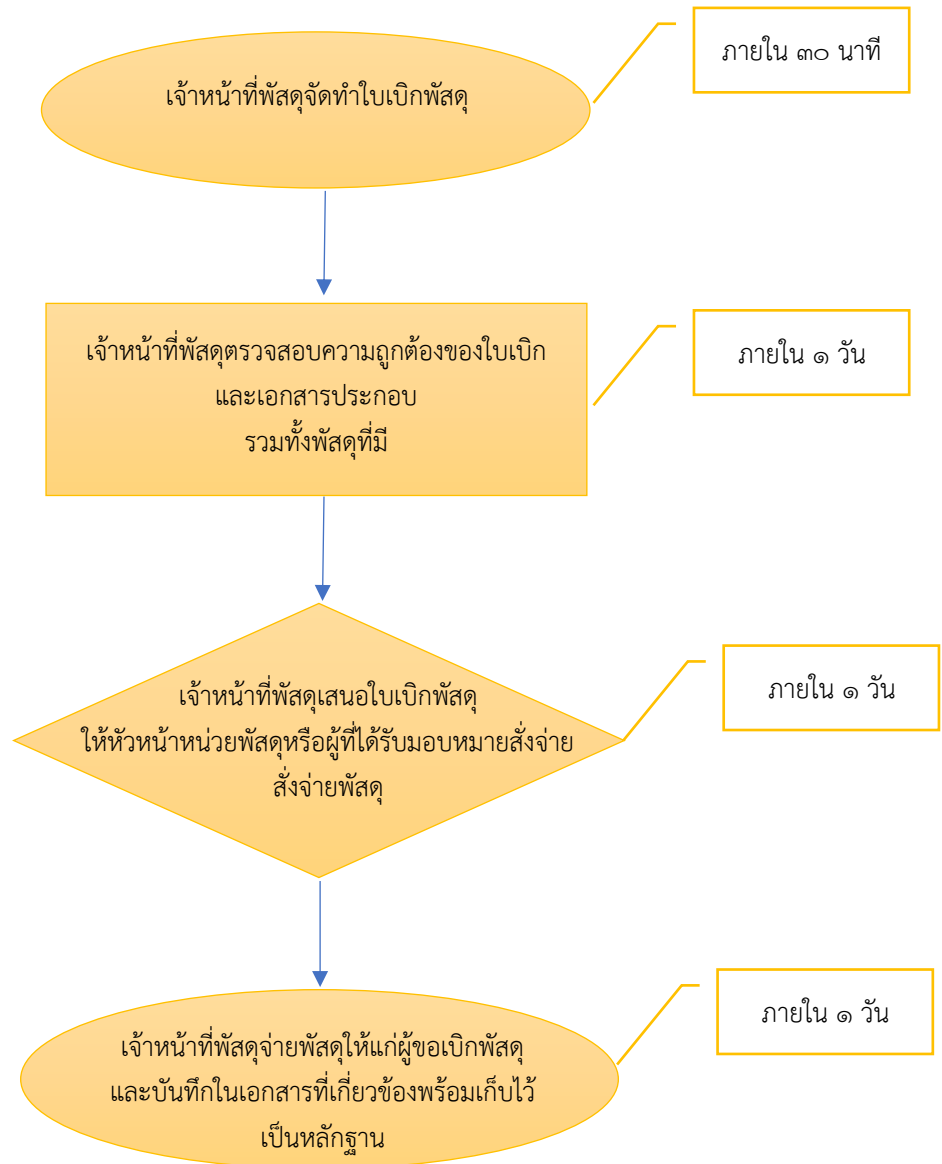 ภายใน ๓๐ นาที
เจ้าหน้าที่พัสดุจัดทำใบเบิกพัสดุ
เจ้าหน้าที่พัสดุตรวจสอบความถูกต้องของใบเบิก
และเอกสารประกอบ
รวมทั้งพัสดุที่มี
ภายใน ๑ วัน
เจ้าหน้าที่พัสดุเสนอใบเบิกพัสดุ
ให้หัวหน้าหน่วยพัสดุหรือผู้ที่ได้รับมอบหมายสั่งจ่าย
สั่งจ่ายพัสดุ
ภายใน ๑ วัน
เจ้าหน้าที่พัสดุจ่ายพัสดุให้แก่ผู้ขอเบิกพัสดุ
และบันทึกในเอกสารที่เกี่ยวข้องพร้อมเก็บไว้
เป็นหลักฐาน
ภายใน ๑ วัน